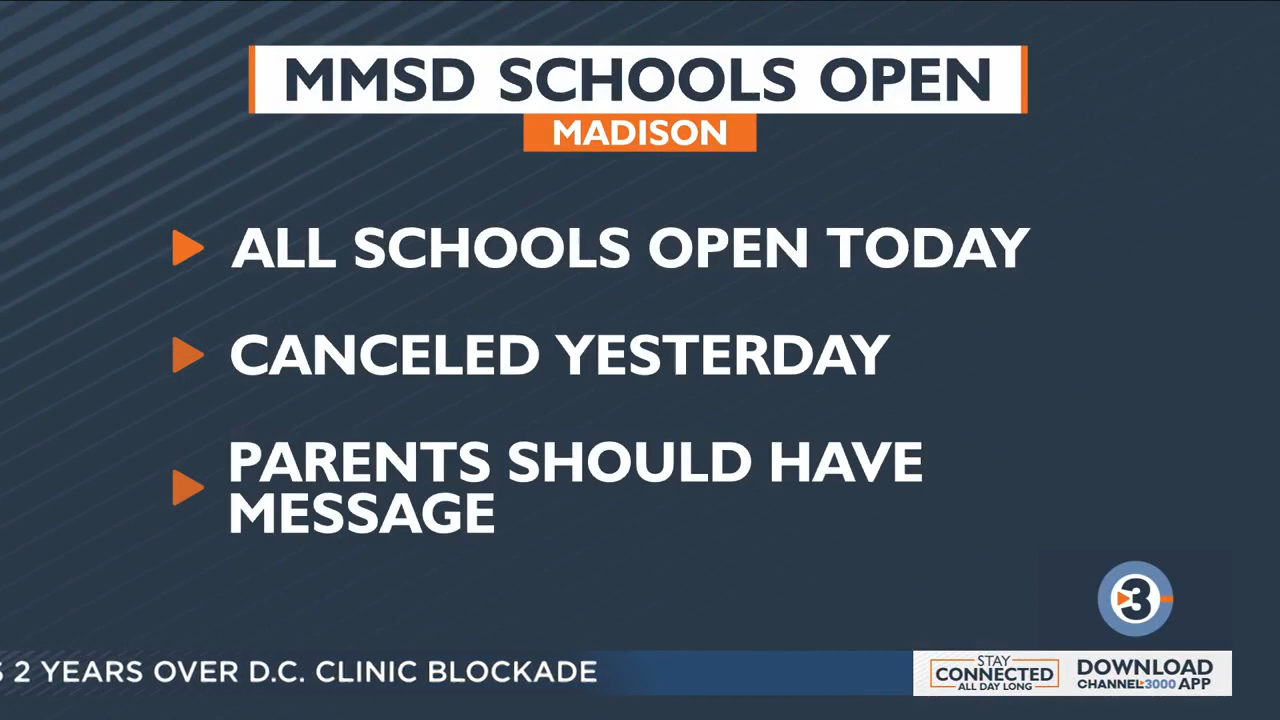 MMSD SCHOOLS OPEN
MADISON
ALL SCHOOLS OPEN TODAY
CANCELED YESTERDAY
PARENTS SHOULD HAVE
MESSAGE
3
2 YEARS OVER D.C. CLINIC BLOCKADE
STAY
CONNECTED
ALL DAY LONG
DOWNLOAD
CHANNEL3000 APP